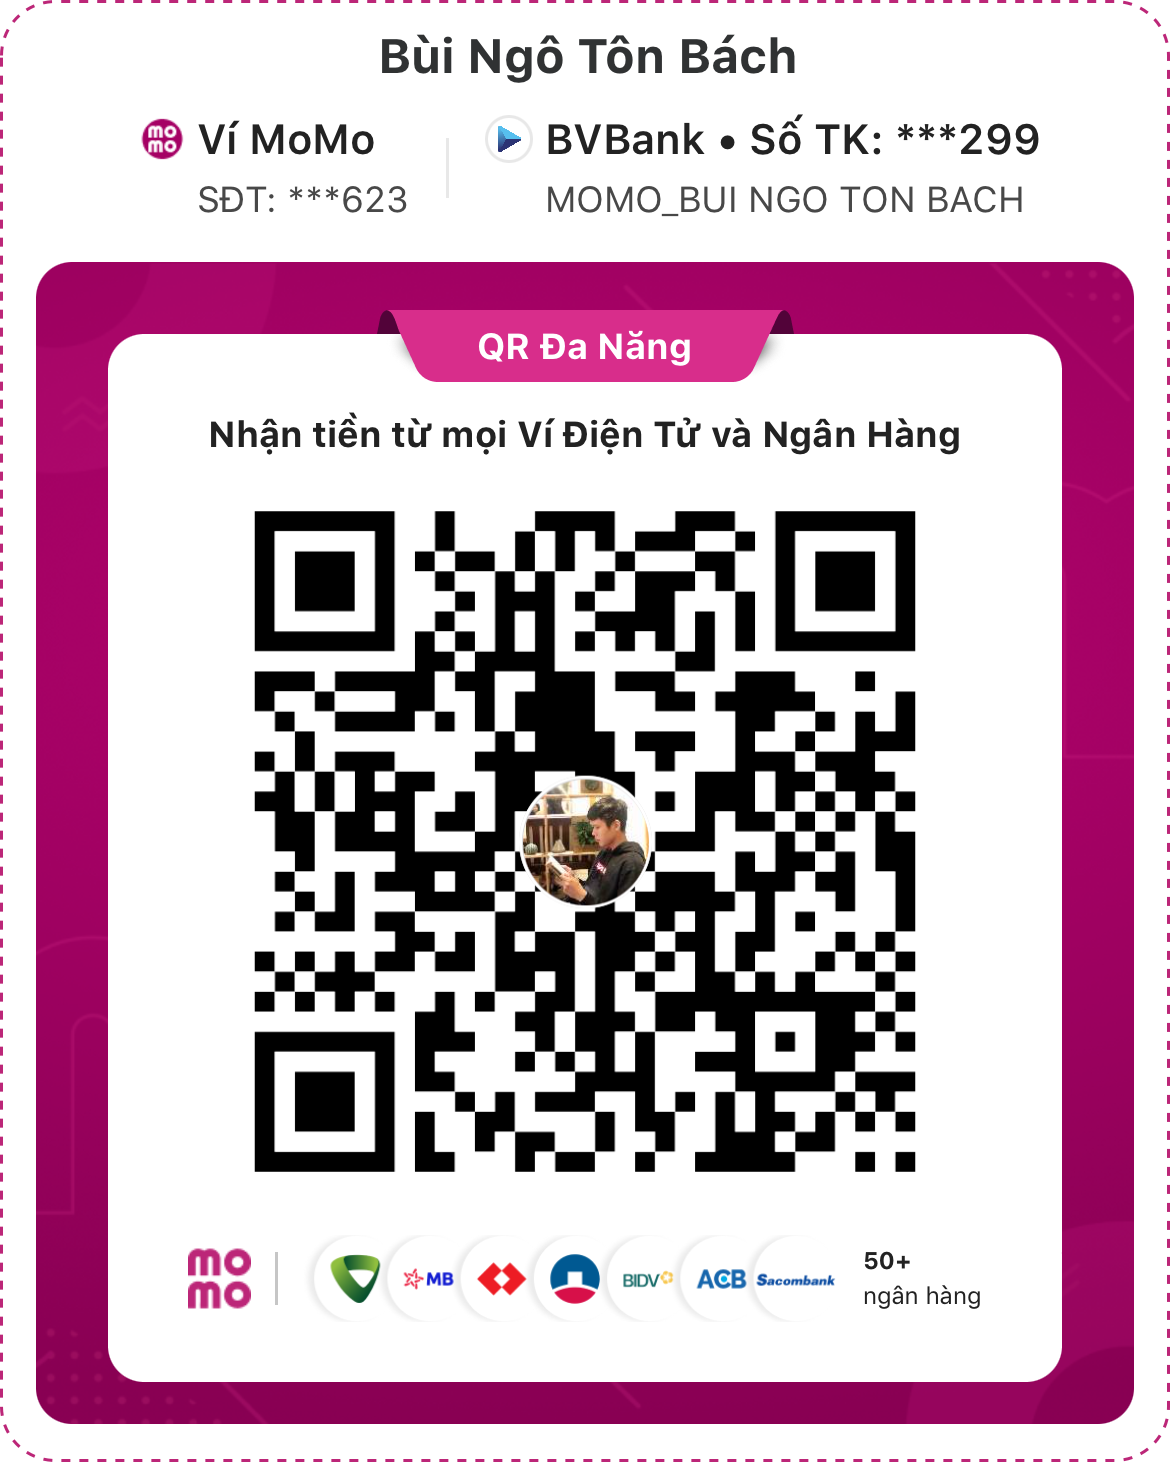 Bùi Ngô Tôn Bách
mo
mo
Ví MoMo
SĐT: ***623
BVBank • Số TK: ***299
MOMO_BUI NGO TON BACH
QR Đa Năng
Nhận tiền từ mọi Ví Điện Tử và Ngân Hàng
mo
mo
MB
BIDV
ACB
Sacombank
50+
ngân hàng